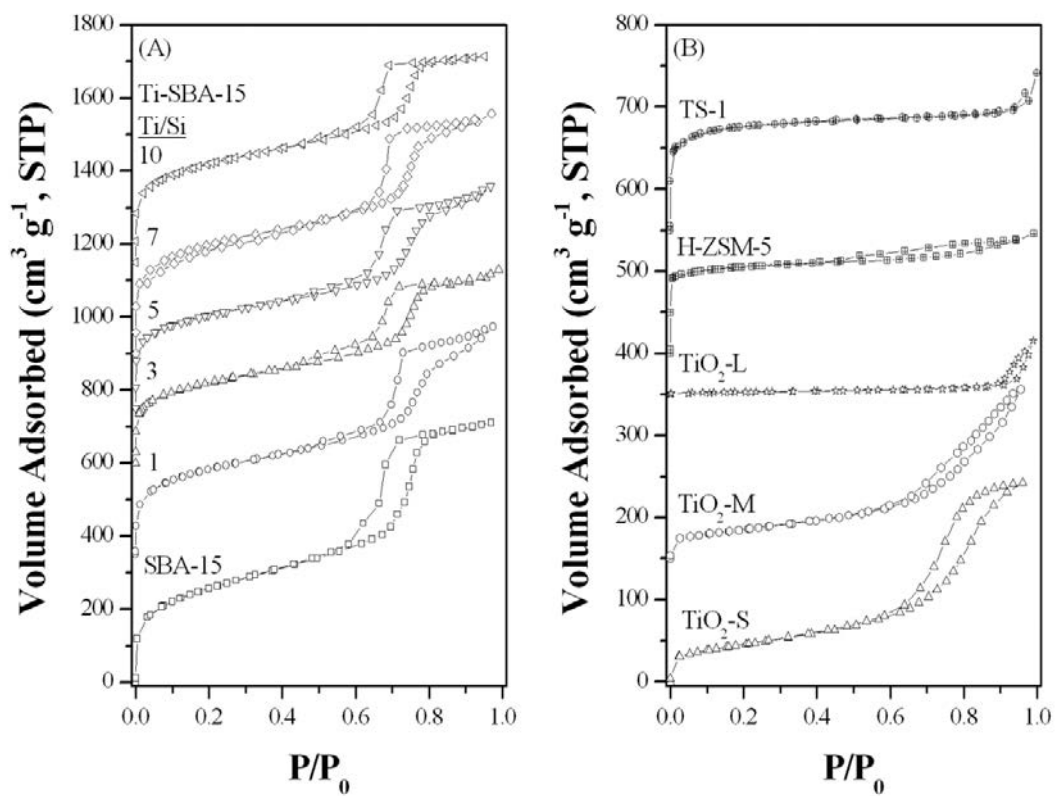 (A)
Ti-SBA-15
Ti/Si
10
7
5
3
1
SBA-15
Volume Adsorbed (cm³ g⁻¹, STP)
1800
1600
1400
1200
1000
800
600
400
200
0
0.0 0.2 0.4 0.6 0.8 1.0
P/P₀
(B)
TS-1
H-ZSM-5
TiO₂-L
TiO₂-M
TiO₂-S
Volume Adsorbed (cm³ g⁻¹, STP)
800
700
600
500
400
300
200
100
0
0.0 0.2 0.4 0.6 0.8 1.0
P/P₀